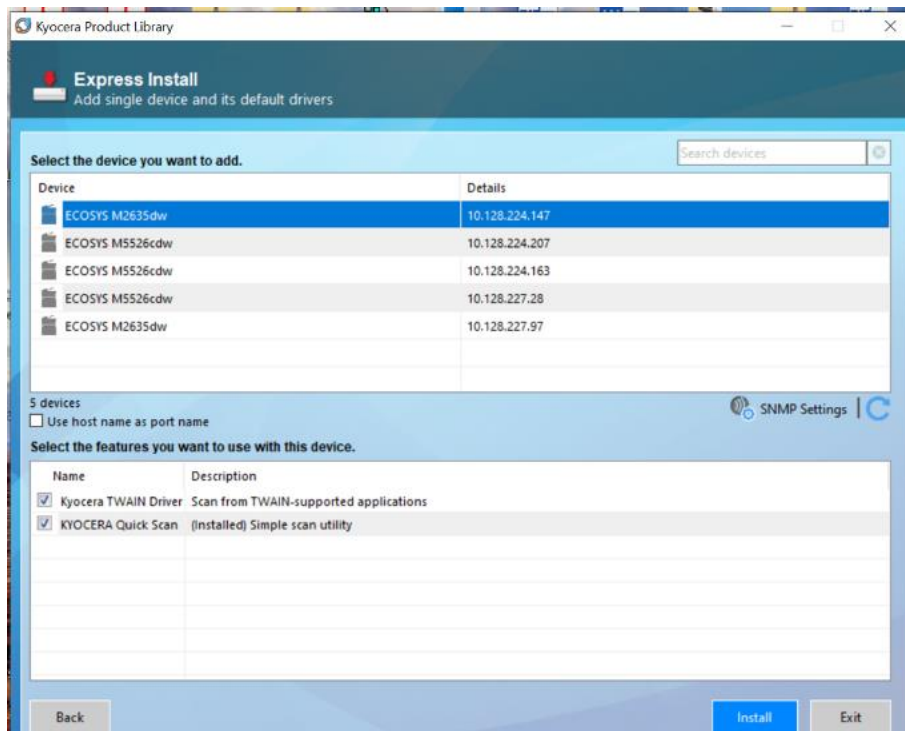 Kyocera Product Library
Express Install
Add single device and its default drivers
Select the device you want to add.
Search devices
Device Details
ECOSYS M2635dw 10.128.224.147
ECOSYS M5526cdw 10.128.224.207
ECOSYS M5526cdw 10.128.224.163
ECOSYS M5526cdw 10.128.227.28
ECOSYS M2635dw 10.128.227.97
5 devices
SNMP Settings
Use host name as port name
Select the features you want to use with this device.
Name Description
Kyocera TWAIN Driver Scan from TWAIN-supported applications
KYOCERA Quick Scan (Installed) Simple scan utility
Back Install Exit